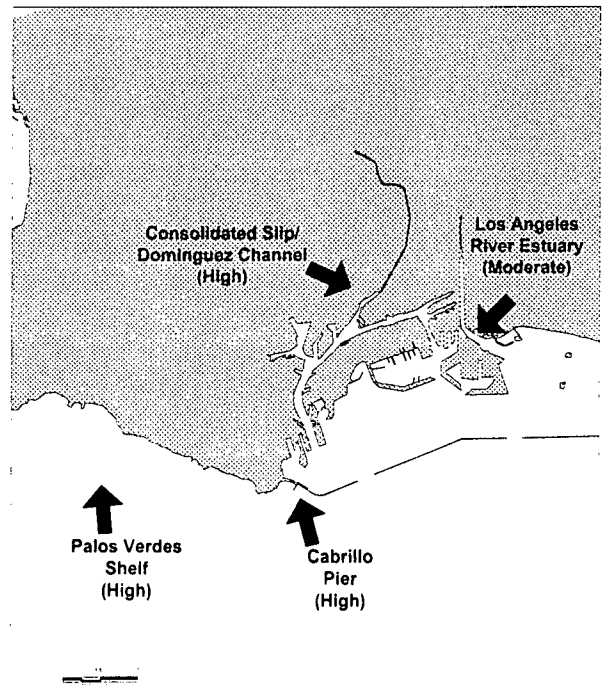 Consolidated Slip/
Dominguez Channel
(High)
Los Angeles
River Estuary
(Moderate)
Palos Verdes
Shelf
(High)
Cabrillo
Pier
(High)